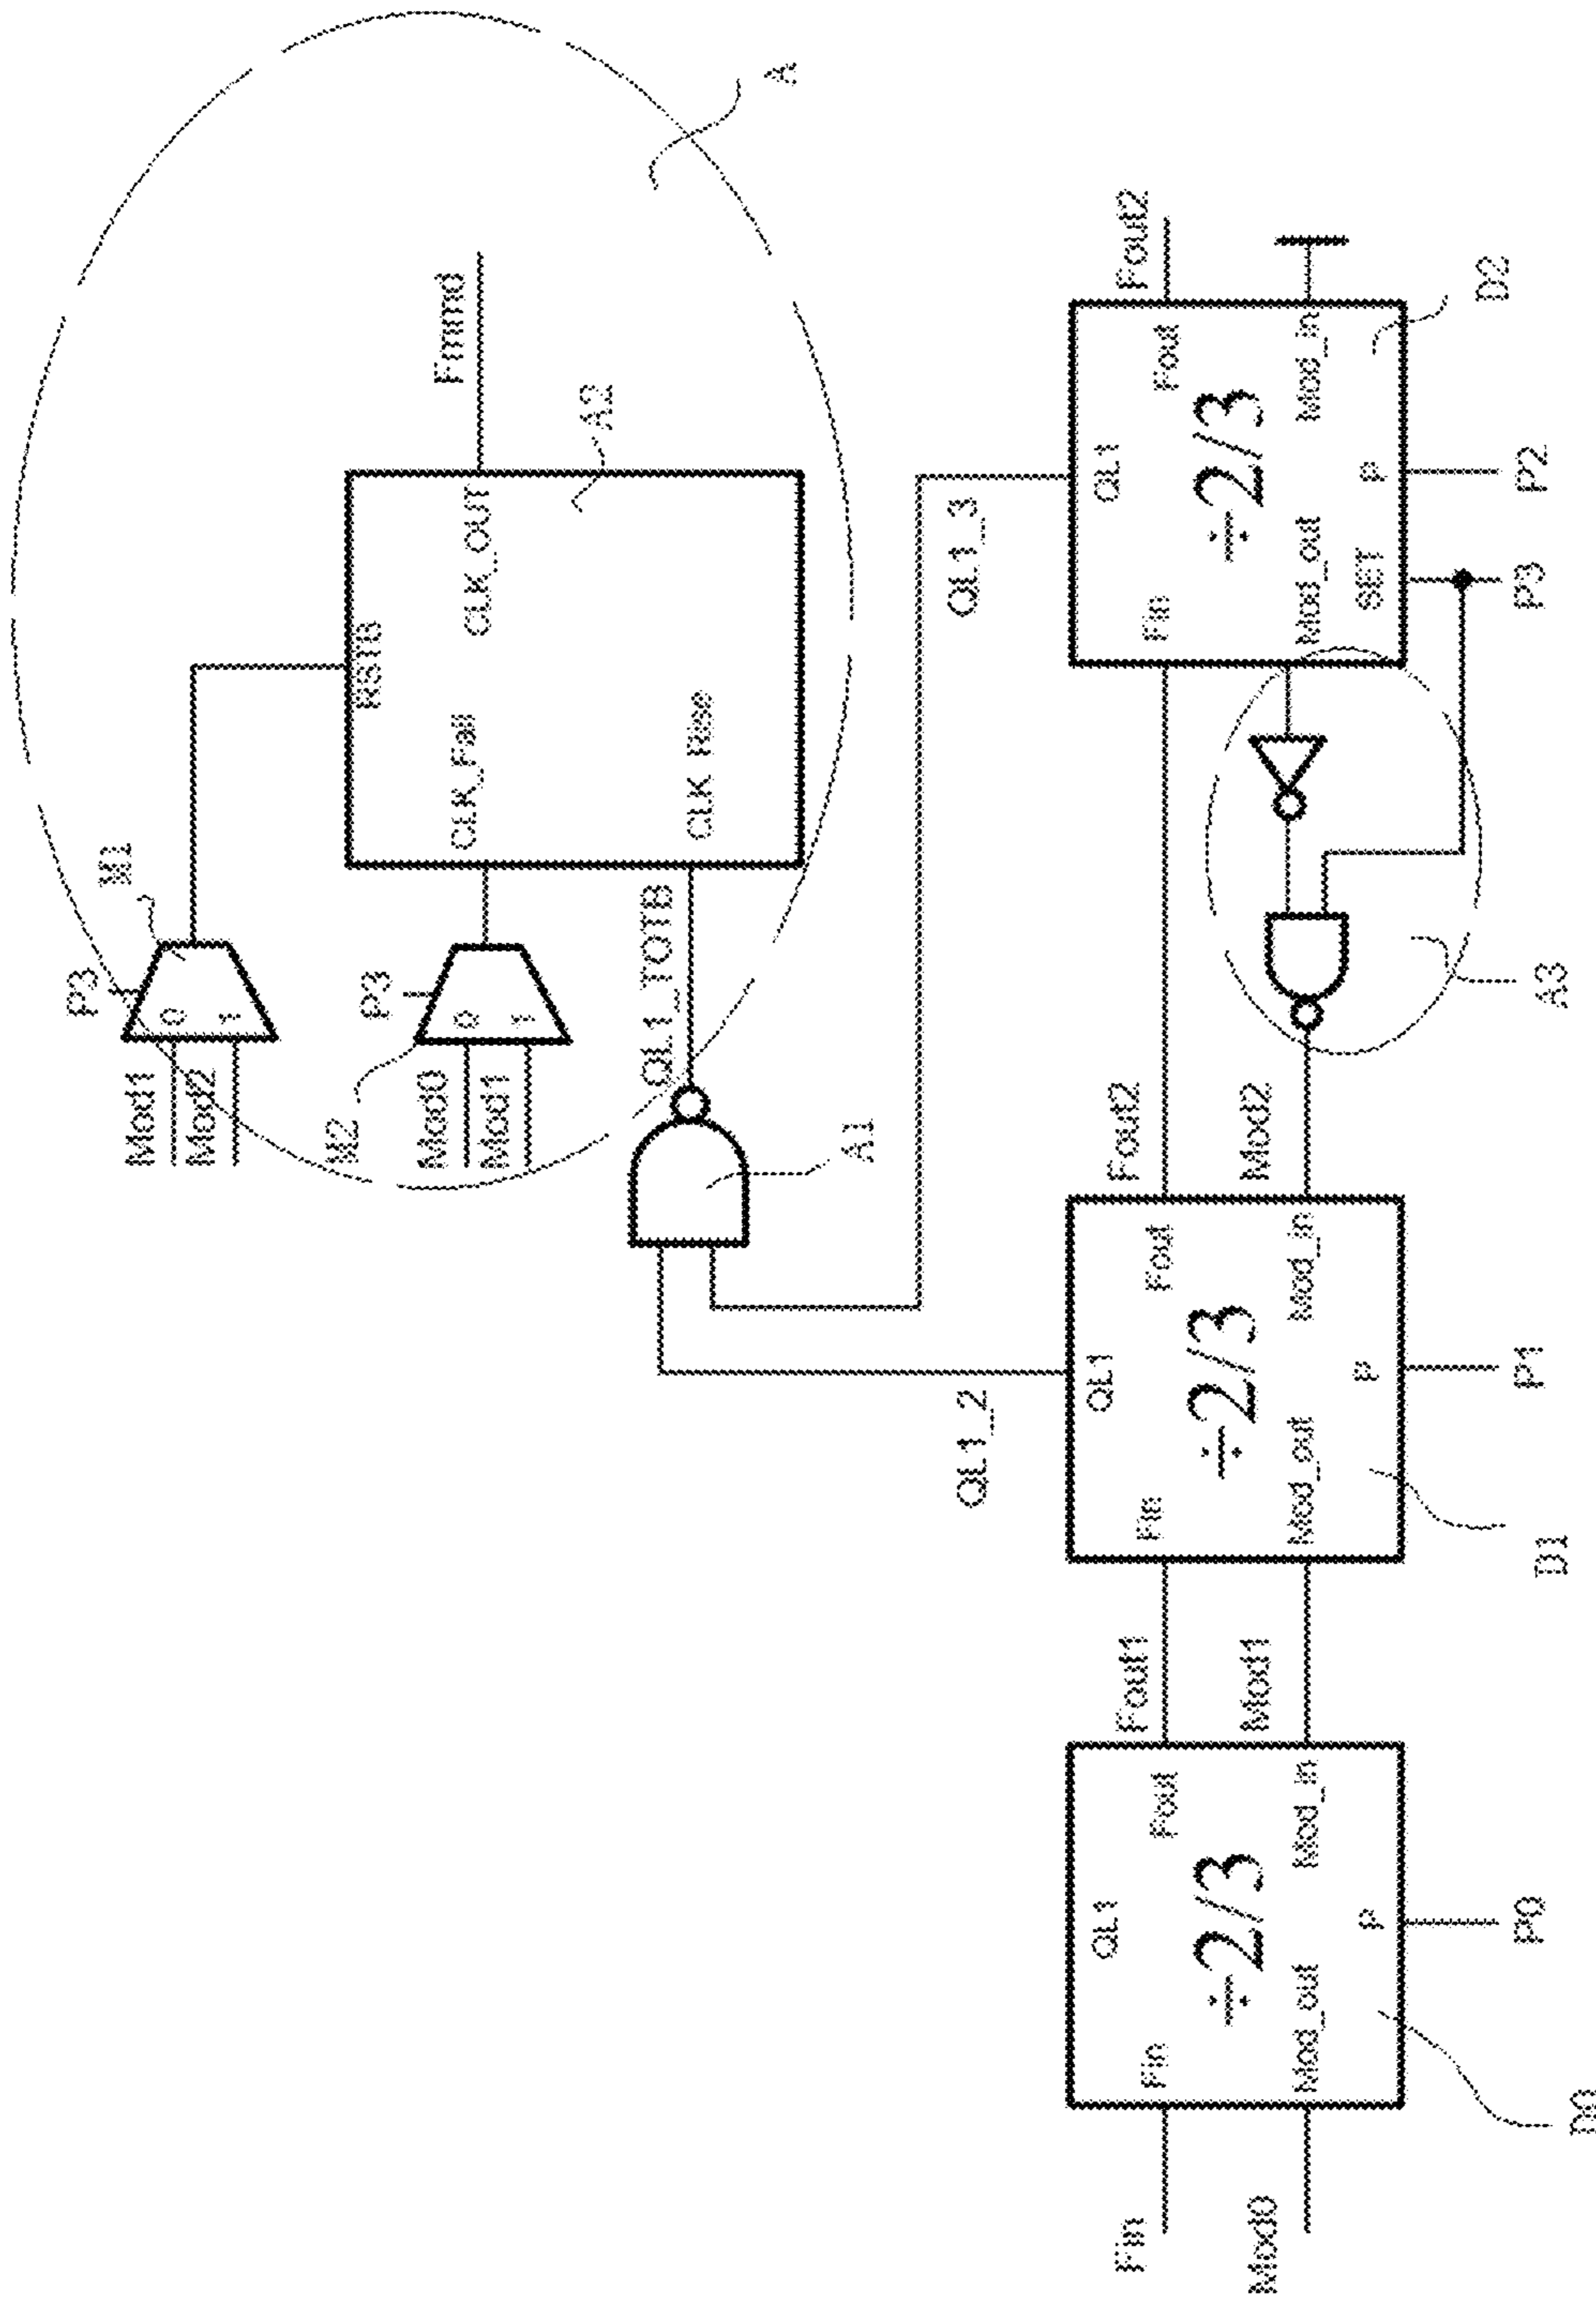 P3
M1
Mod1
0
Mod2
1
P3
M2
Mod0
0
Mod1
1
RSTB
CLK_Fall
CLK_OUT
CLK Rise
A2
Fmmd
A
QL1_TOTB
A1
QL1_2
QL1_3
Fin
Mod0
Fin
QL1
Fout
÷2/3
Mod_out
Mod_in
P
P0
D0
Fout1
Mod1
Fin
QL1
Fout
÷2/3
Mod_out
Mod_in
P
P1
D1
Fout2
Mod2
A3
Fin
QL1
Fout
÷2/3
Mod_out
Mod_in
SET
P
P3
P2
D2
Fout2